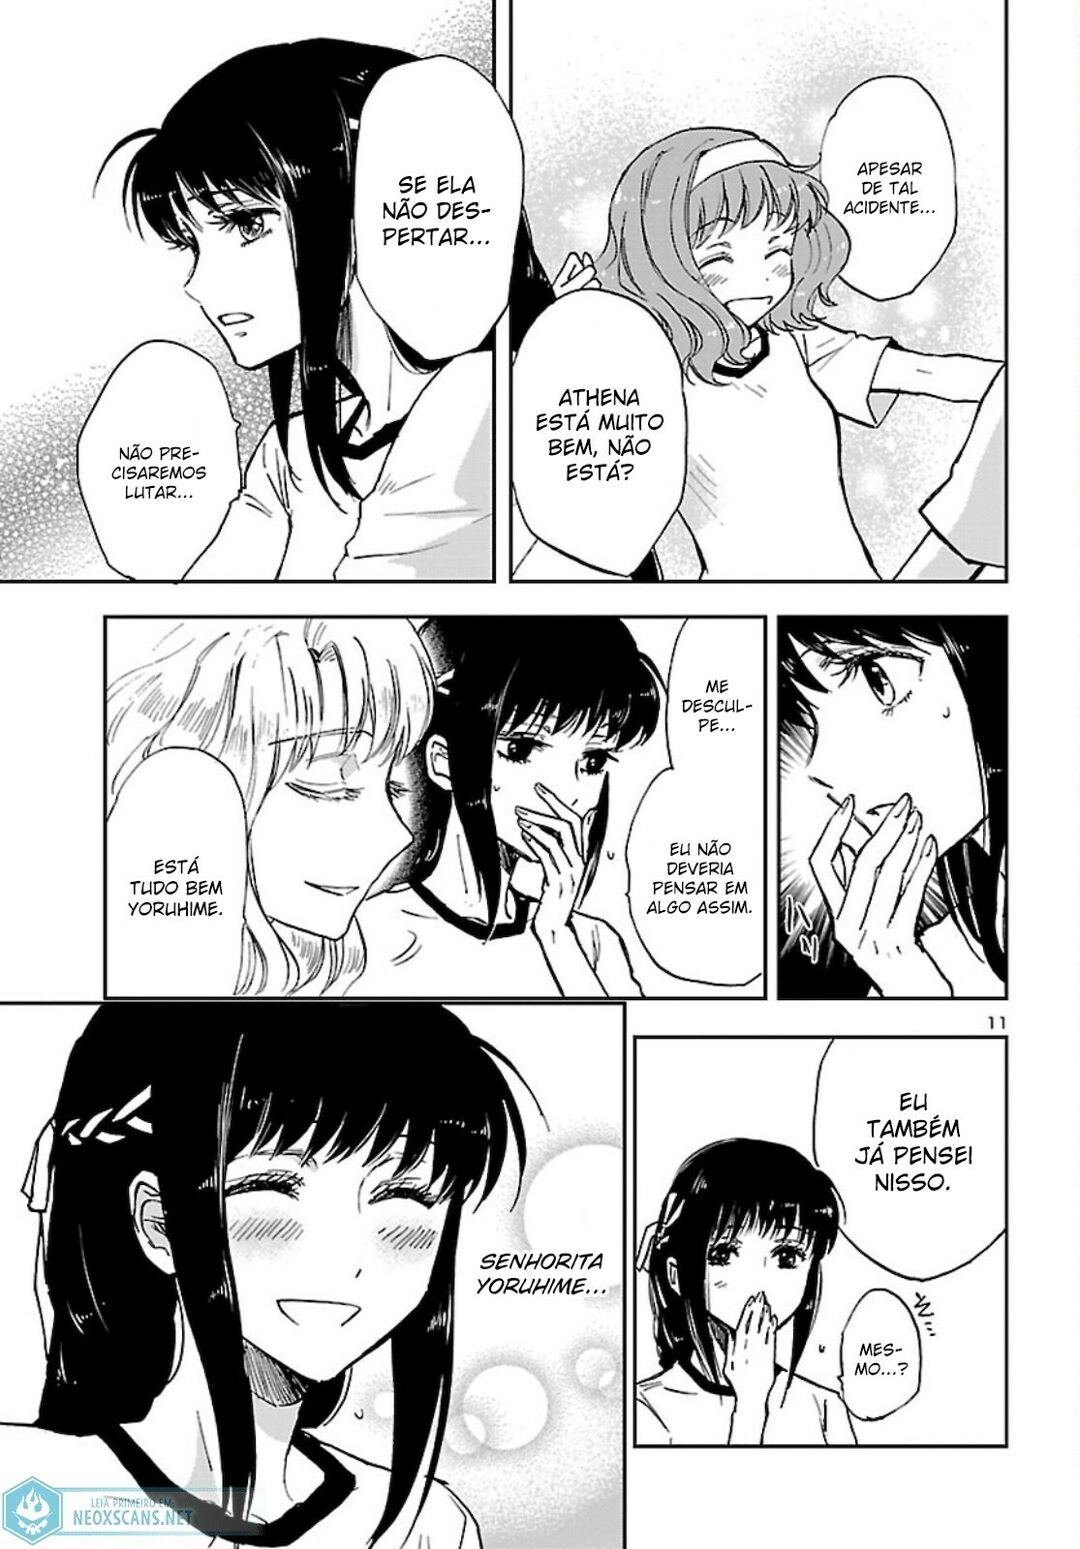 APESAR
DE TAL
ACIDENTE...
ATHENA
ESTÁ MUITO
BEM, NÃO
ESTÁ?
SE ELA
NÃO DES-
PERTAR...
NÃO PRE-
CISAREMOS
LUTAR...
ME
DESCUL-
PE...
EU NÃO
DEVERIA
PENSAR EM
ALGO ASSIM.
ESTÁ
TUDO BEM
YORUHIME.
11
EU
TAMBÉM
JÁ PENSEI
NISSO.
MES-
MO...?
SENHORITA
YORUHIME...
LEIA PRIMEIRO EM:
NEOXSCANS.NET